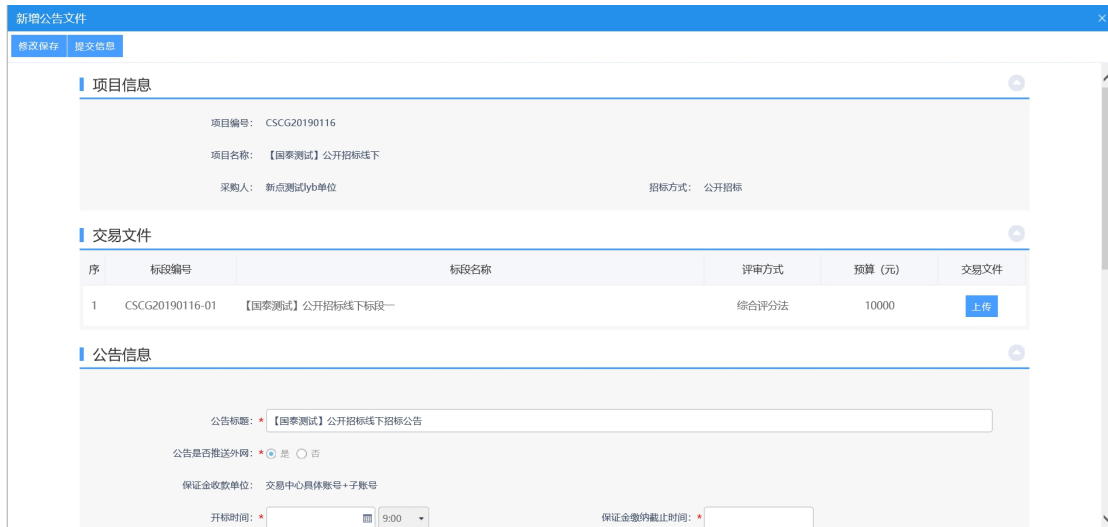 新增公告文件
修改保存 提交信息
项目信息
项目编号： CSCG20190116
项目名称： 【国泰测试】公开招标线下
采购人： 新点测试lyb单位 招标方式： 公开招标
交易文件
序 标段编号 标段名称 评审方式 预算（元） 交易文件
1 CSCG20190116-01 【国泰测试】公开招标线下标段一 综合评分法 10000 上传
公告信息
公告标题：* 【国泰测试】公开招标线下招标公告
公告是否推送外网：* 是 否
保证金收款单位： 交易中心具体账号+子账号
开标时间：* 9:00 保证金缴纳截止时间：*